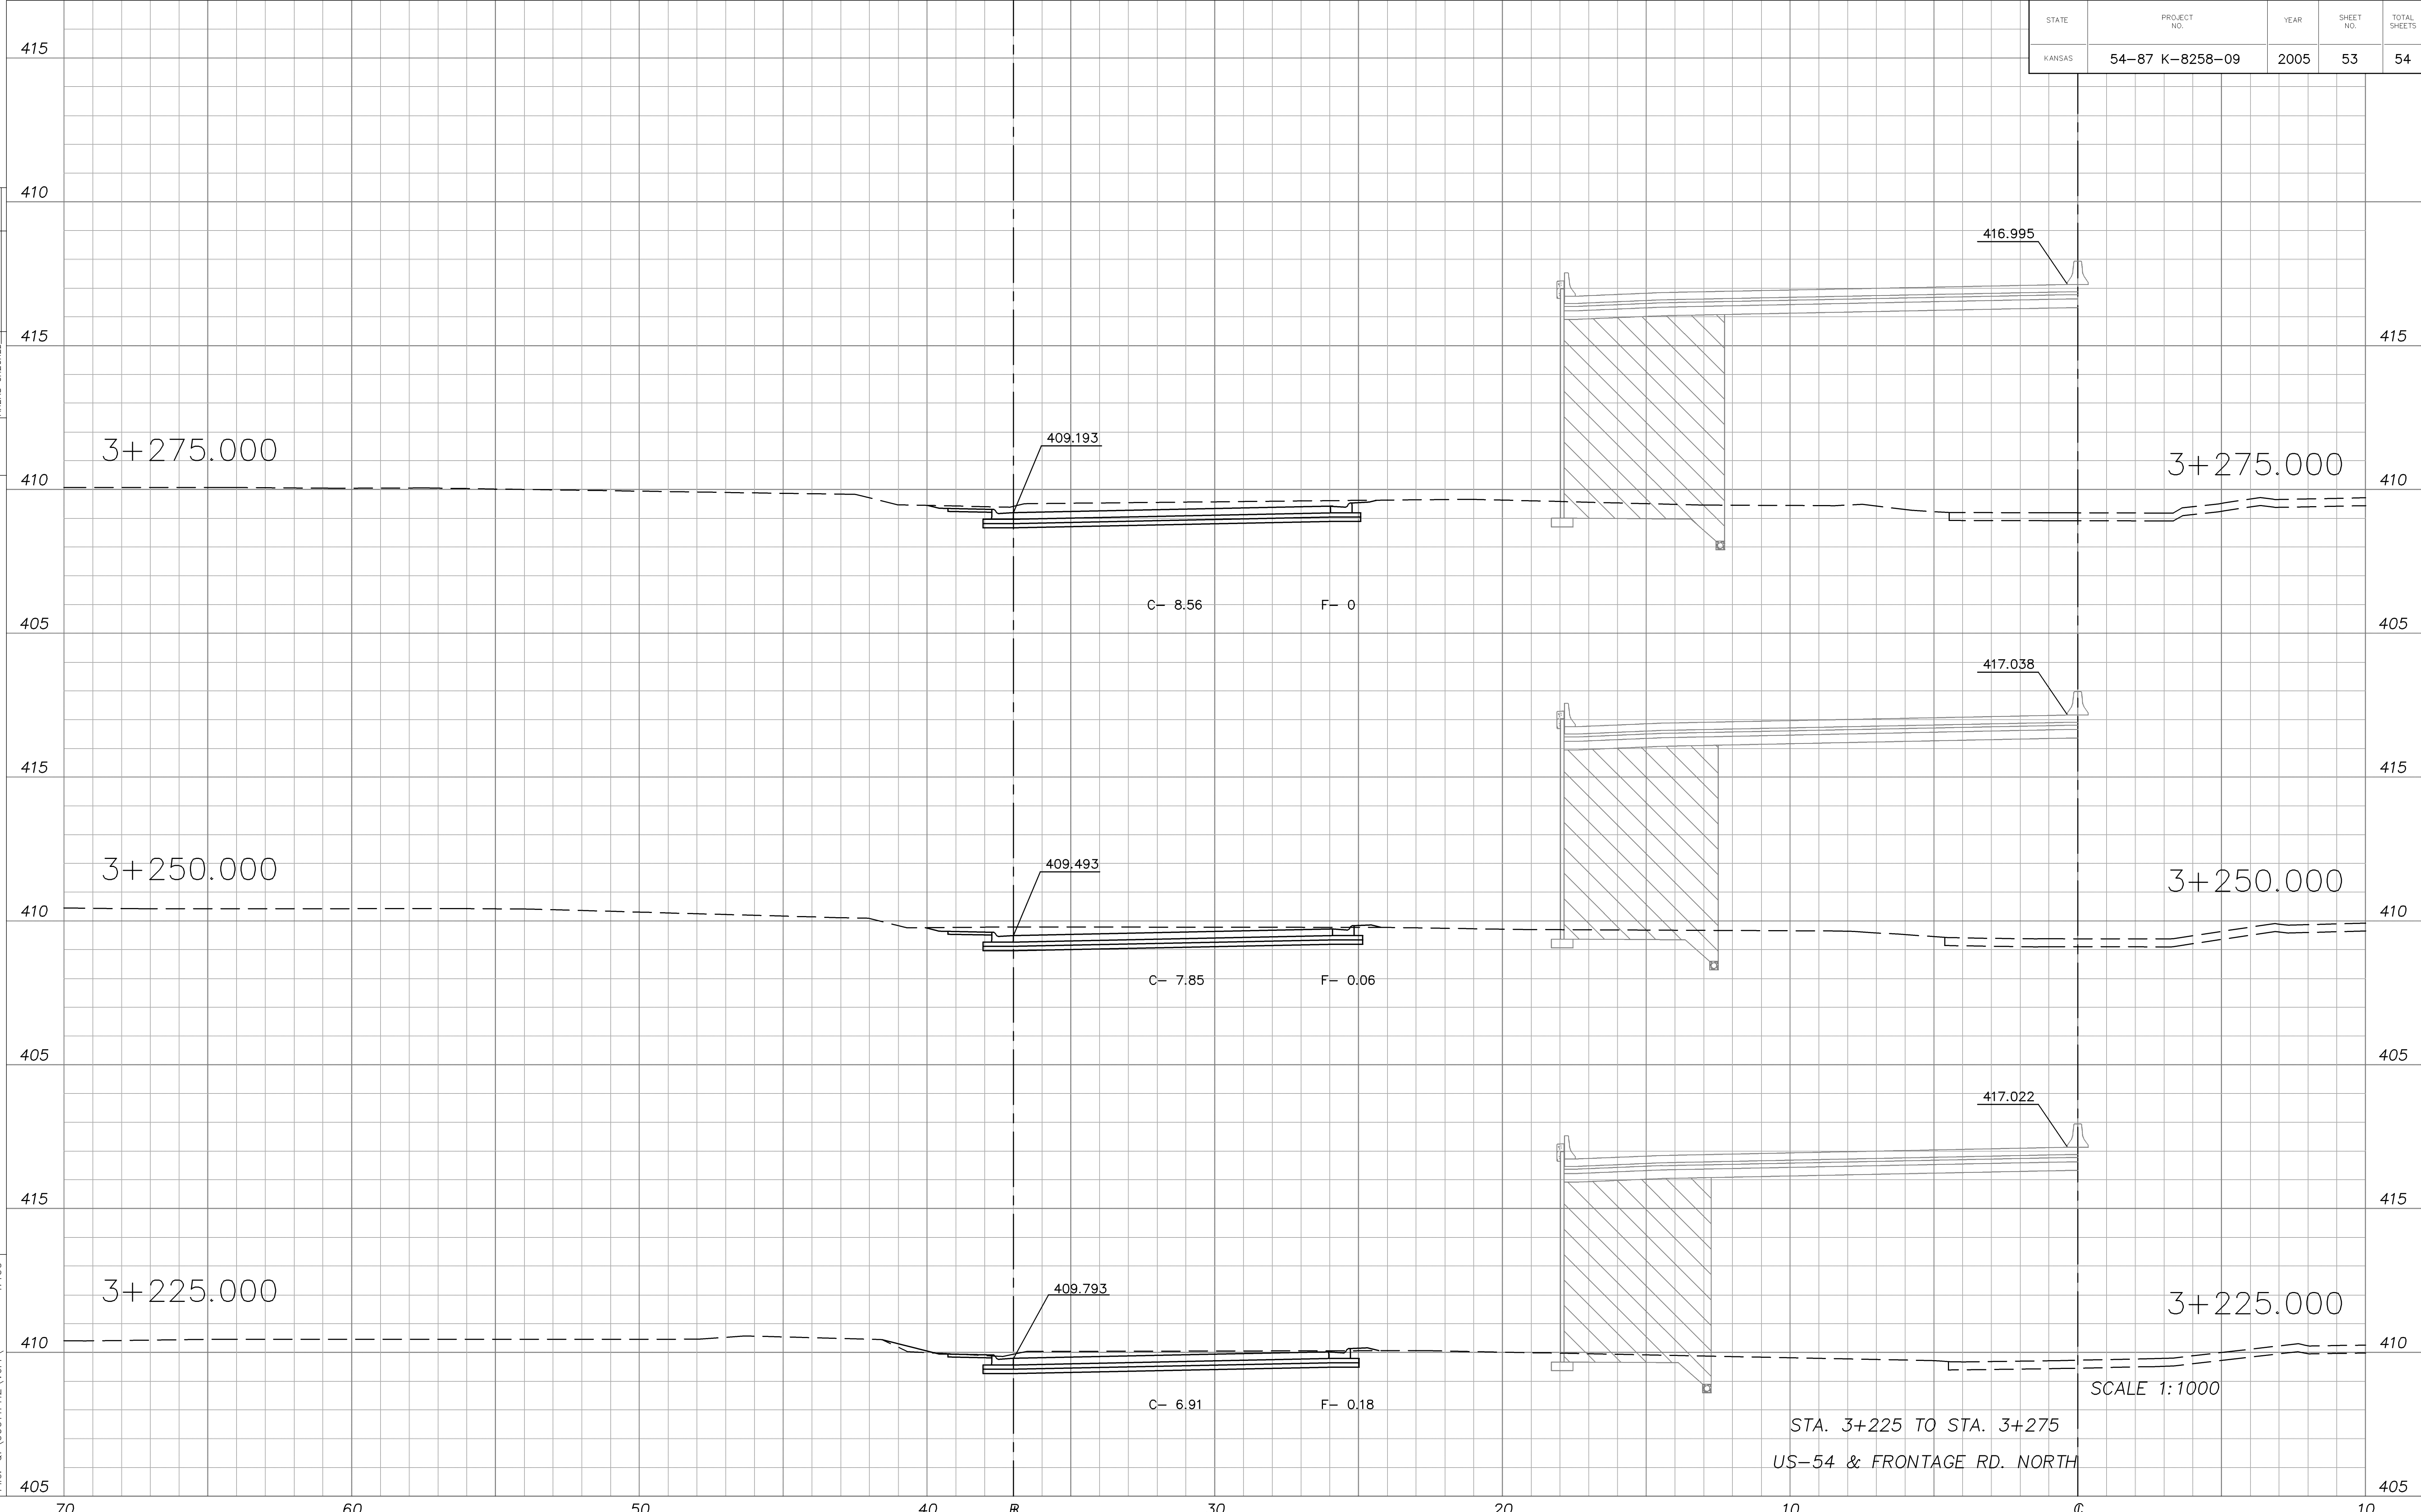 STATE PROJECT NO. YEAR SHEET NO. TOTAL SHEETS
KANSAS 54-87 K-8258-09 2005 53 54
415
410 410
416.995
415 415
3+275.000 409.193 3+275.000
410 410
C- 8.56 F- 0
405 405
417.038
415 415
3+250.000 409.493 3+250.000
410 410
C- 7.85 F- 0.06
405 405
417.022
415 415
3+225.000 409.793 3+225.000
410 410
SCALE 1:1000
C- 6.91 F- 0.18
STA. 3+225 TO STA. 3+275
US-54 & FRONTAGE RD. NORTH
405 405
70 60 50 40 30 20 10 10